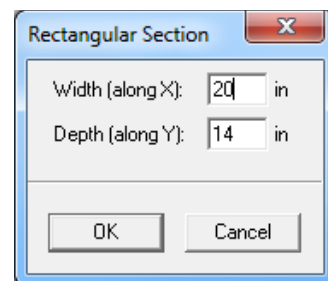 Rectangular Section
Width (along X): 20 in
Depth (along Y): 14 in
OK Cancel